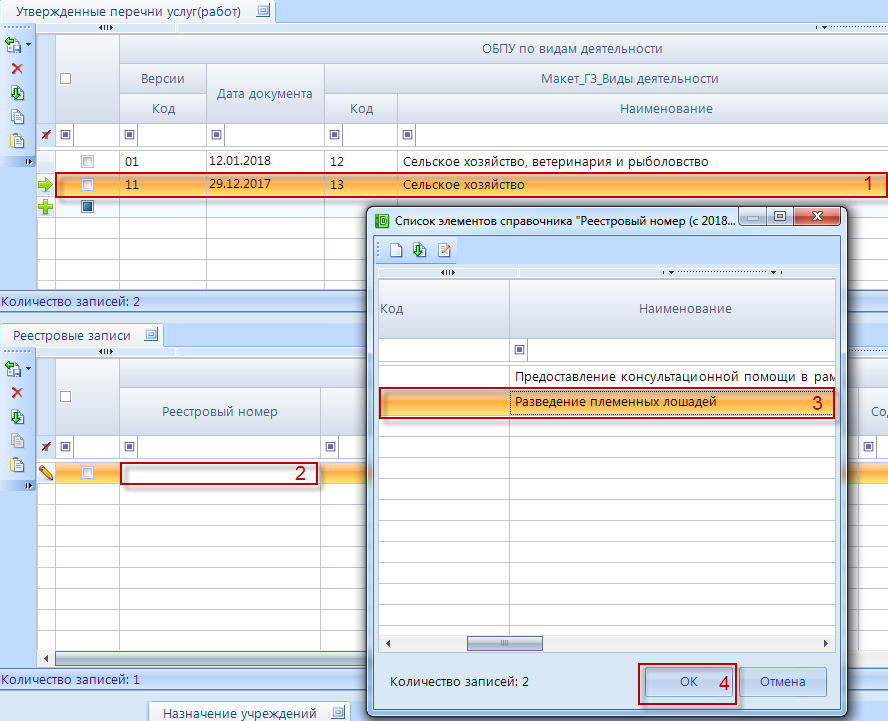 Утвержденные перечни услуг(работ)
ОБПУ по видам деятельности
Версии
Дата документа
Макет_ГЗ_Виды деятельности
Код
Код
Наименование
01 12.01.2018 12 Сельское хозяйство, ветеринария и рыболовство
11 29.12.2017 13 Сельское хозяйство 1
Количество записей: 2
Список элементов справочника "Реестровый номер (с 2018...
Код
Наименование
Предоставление консультационной помощи в рам
Разведение племенных лошадей 3
Количество записей: 2
OK 4
Отмена
Реестровые записи
Реестровый номер
Со
2
Количество записей: 1
Назначение учреждений